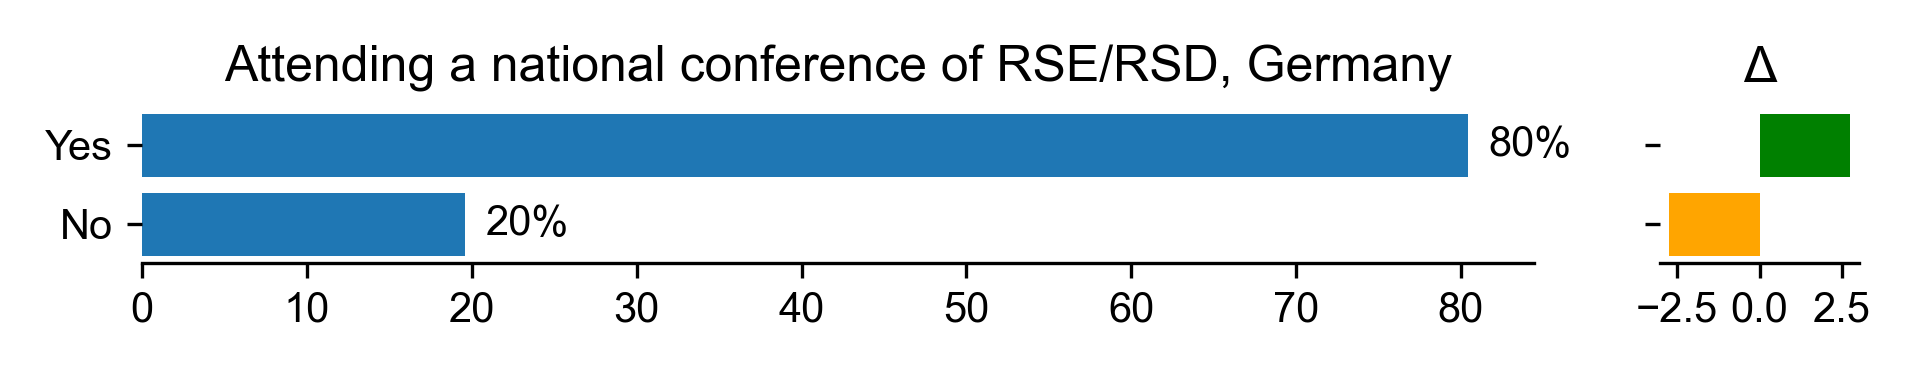 Attending a national conference of RSE/RSD, Germany
Δ
Yes
80%
No
20%
0 10 20 30 40 50 60 70 80
−2.5 0.0 2.5